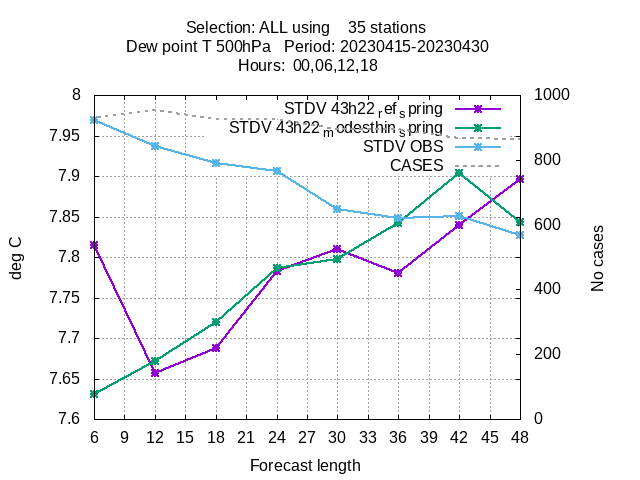 Selection: ALL using 35 stations
Dew point T 500hPa Period: 20230415-20230430
Hours: 00,06,12,18
8 1000
STDV 43h22refspring
7.95
STDV 43h22modesthinspring
STDV OBS
CASES
7.9 800
7.85
7.8 600
7.75 400
7.7
7.65 200
7.6 0
deg C
No cases
6 9 12 15 18 21 24 27 30 33 36 39 42 45 48
Forecast length